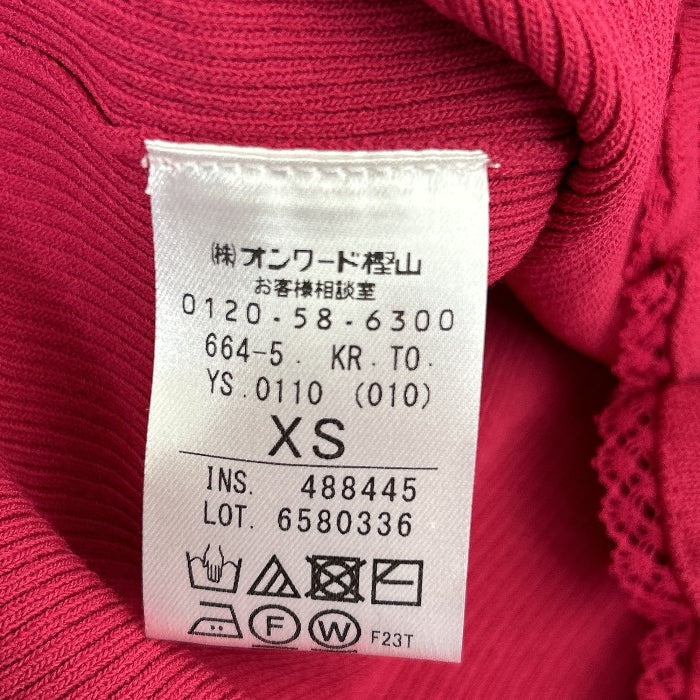 ㈱オンワード樫山
お客様相談室
0120-58-6300
664-5. KR.TO.
YS.0110 (010)
XS
INS. 488445
LOT. 6580336
F W F23T